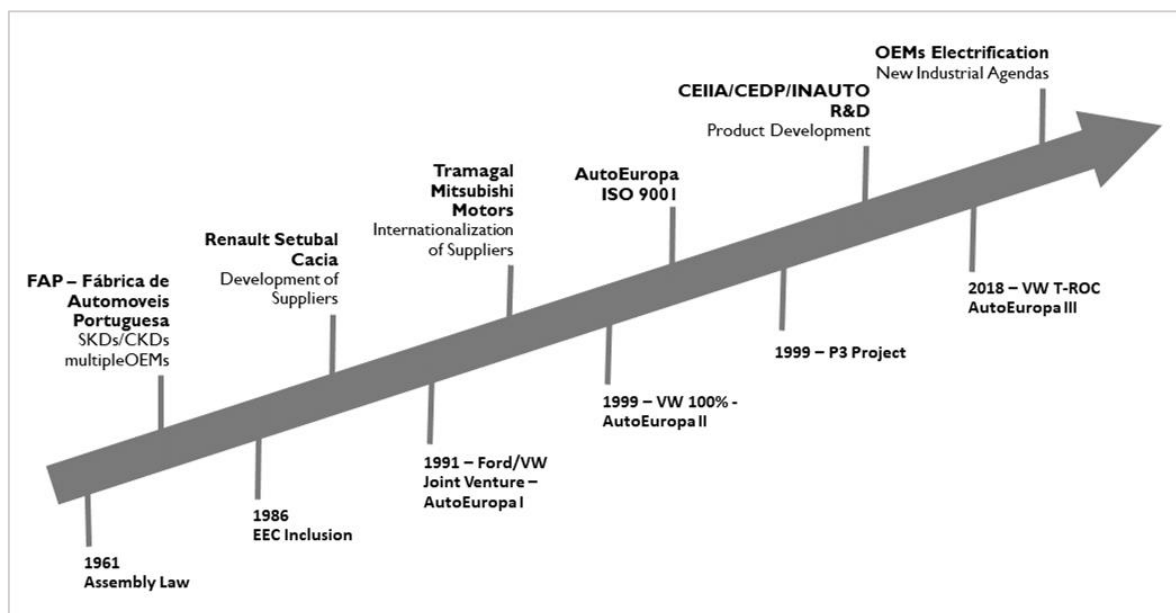 OEMs Electrification
New Industrial Agendas
CEIIA/CEDP/INAUTO
R&D
Product Development
Tramagal
Mitsubishi
Motors
Internationalization
of Suppliers
AutoEuropa
ISO 9001
Renault Setubal
Cacia
Development of
Suppliers
FAP – Fábrica de
Automoveis
Portuguesa
SKDs/CKDs
multipleOEMs
2018 – VW T-ROC
AutoEuropa III
1999 – P3 Project
1999 – VW 100% -
AutoEuropa II
1991 – Ford/VW
Joint Venture –
AutoEuropa I
1986
EEC Inclusion
1961
Assembly Law